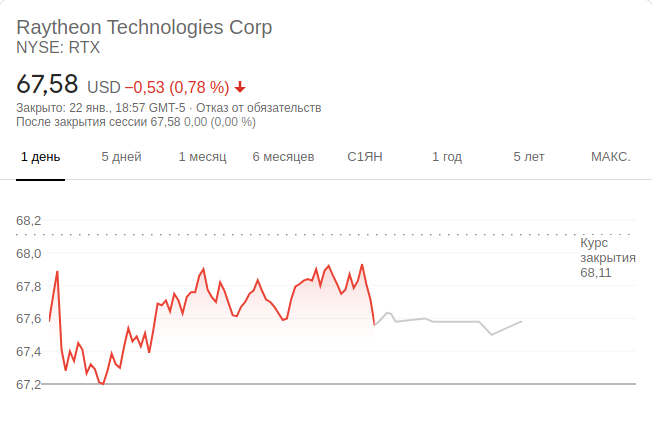 Raytheon Technologies Corp
NYSE: RTX
67,58 USD −0,53 (0,78 %)
Закрыто: 22 янв., 18:57 GMT-5 · Отказ от обязательств
После закрытия сессии 67,58 0,00 (0,00 %)
1 день 5 дней 1 месяц 6 месяцев С1ЯН 1 год 5 лет МАКС.
68,2
68,0
67,8
67,6
67,4
67,2
Курс
закрытия
68,11